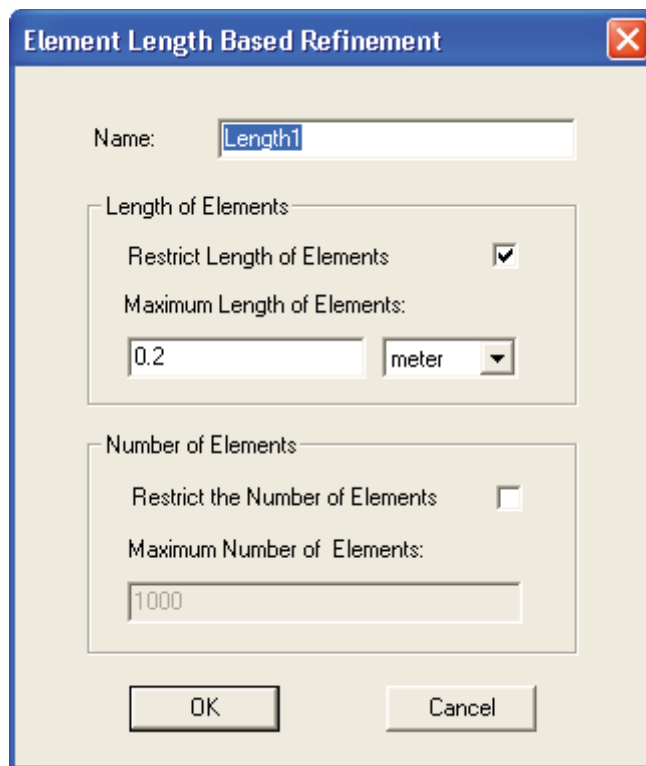 Element Length Based Refinement
Name: Length1
Length of Elements
Restrict Length of Elements
Maximum Length of Elements:
0.2 meter
Number of Elements
Restrict the Number of Elements
Maximum Number of Elements:
1000
OK Cancel